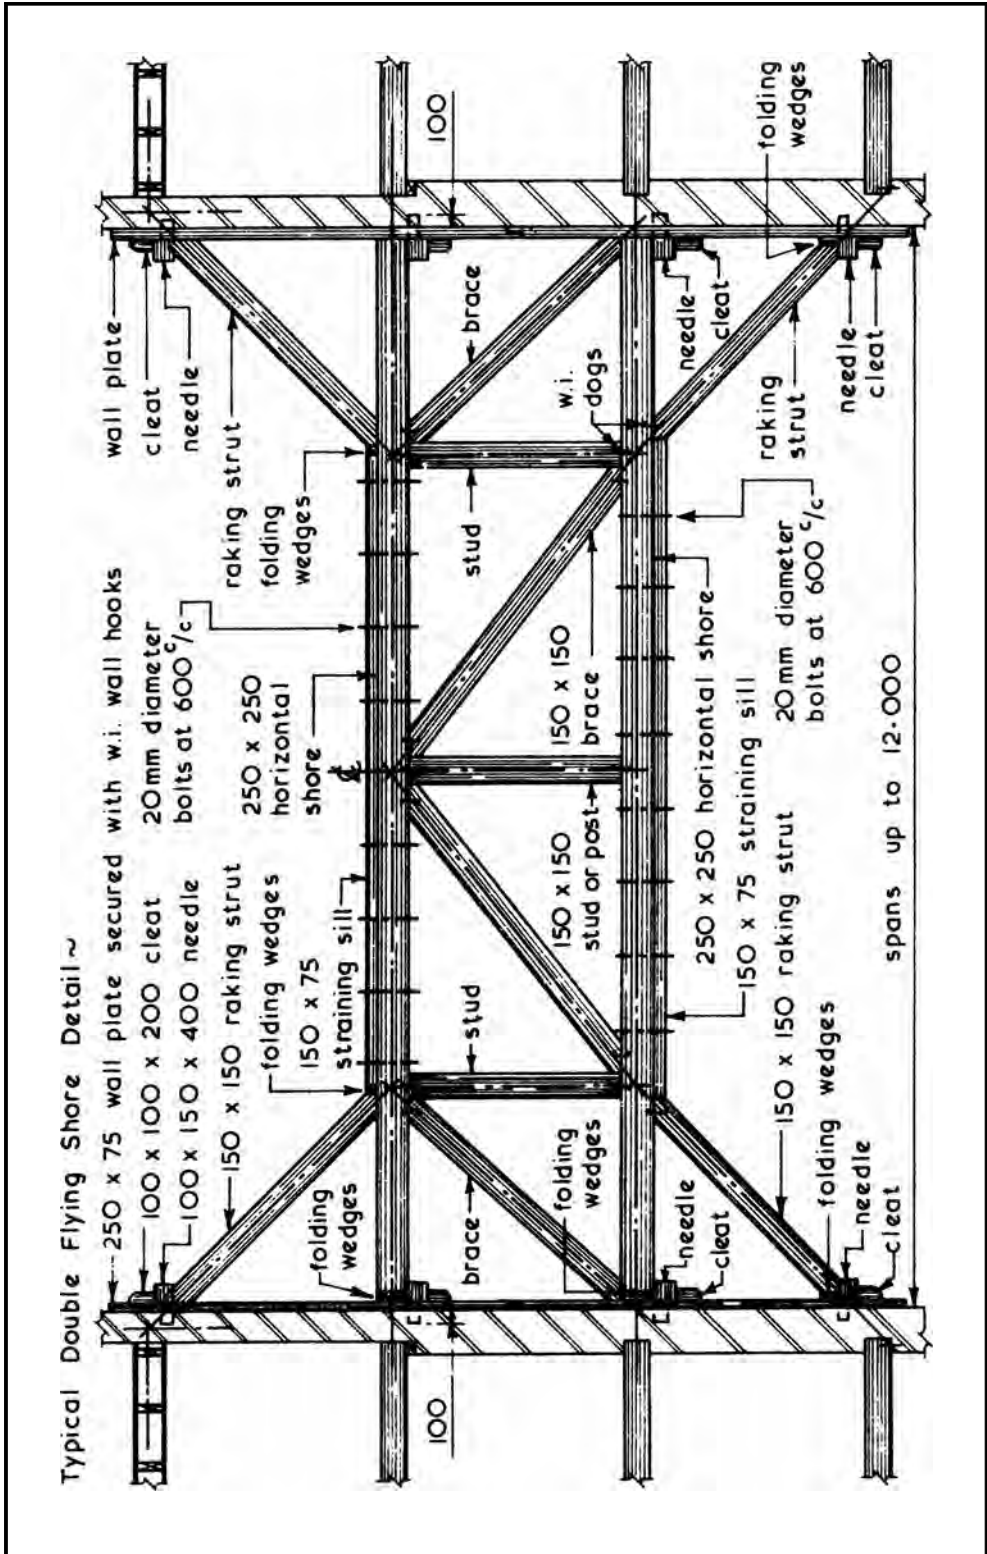 Typical Double Flying Shore Detail~
250 x 75 wall plate secured with w.i. wall hooks
wall plate
100 x 100 x 200 cleat
20mm diameter
bolts at 600 c/c
cleat
100 x 150 x 400 needle
needle
150 x 150 raking strut
raking strut
folding wedges
150 x 75
straining sill
250 x 250
horizontal
shore
folding
wedges
℄
folding
wedges
brace
stud
stud
brace
100
100
folding
wedges
150 x 150
stud or post
150 x 150
brace
w.i.
dogs
needle
cleat
needle
cleat
250 x 250 horizontal shore
150 x 75 straining sill
150 x 150 raking strut
20mm diameter
bolts at 600 c/c
raking
strut
folding
wedges
folding wedges
needle
cleat
needle
cleat
spans up to 12·000